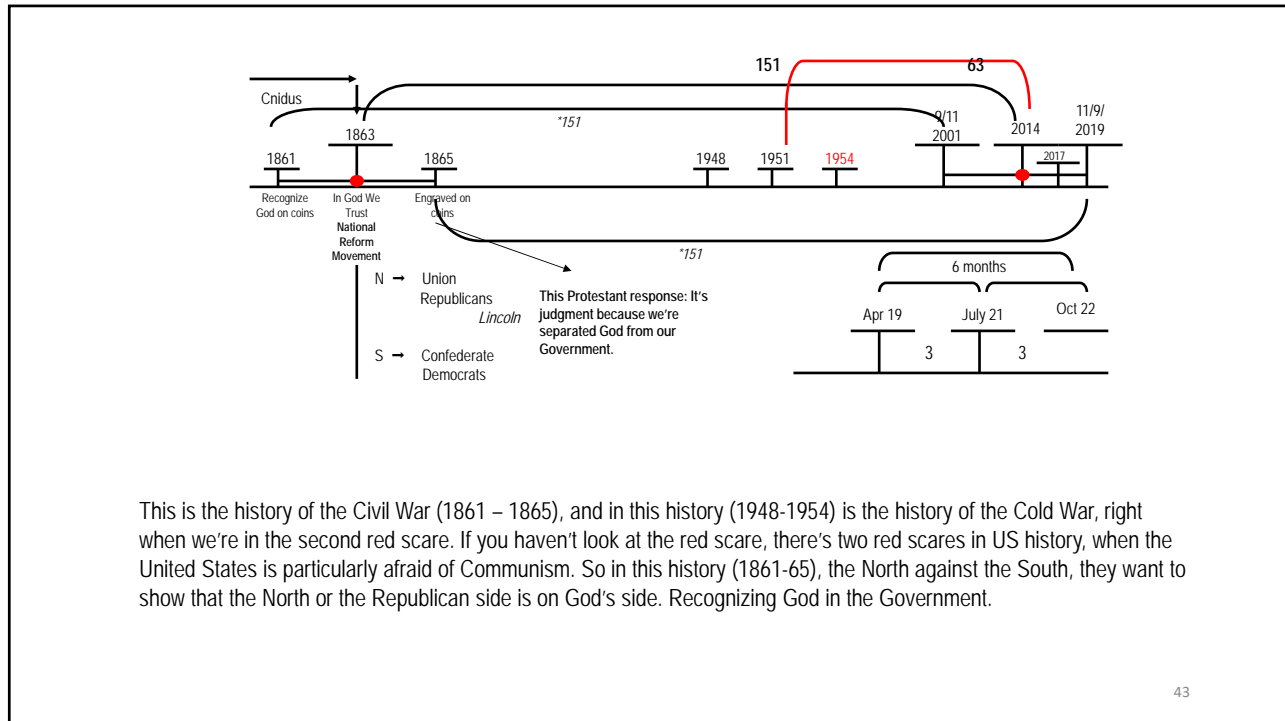 151
63
Cnidus
*151
9/11
2001
11/9/
2019
1863
2014
1861
1865
1948
1951
1954
2017
Recognize
God on coins
In God We
Trust
National
Reform
Movement
Engraved on
coins
*151
6 months
N → Union
Republicans
Lincoln
This Protestant response: It's
judgment because we're
separated God from our
Government.
Apr 19
July 21
Oct 22
3
3
S → Confederate
Democrats
This is the history of the Civil War (1861 – 1865), and in this history (1948-1954) is the history of the Cold War, right
when we're in the second red scare. If you haven't look at the red scare, there's two red scares in US history, when the
United States is particularly afraid of Communism. So in this history (1861-65), the North against the South, they want to
show that the North or the Republican side is on God's side. Recognizing God in the Government.
43